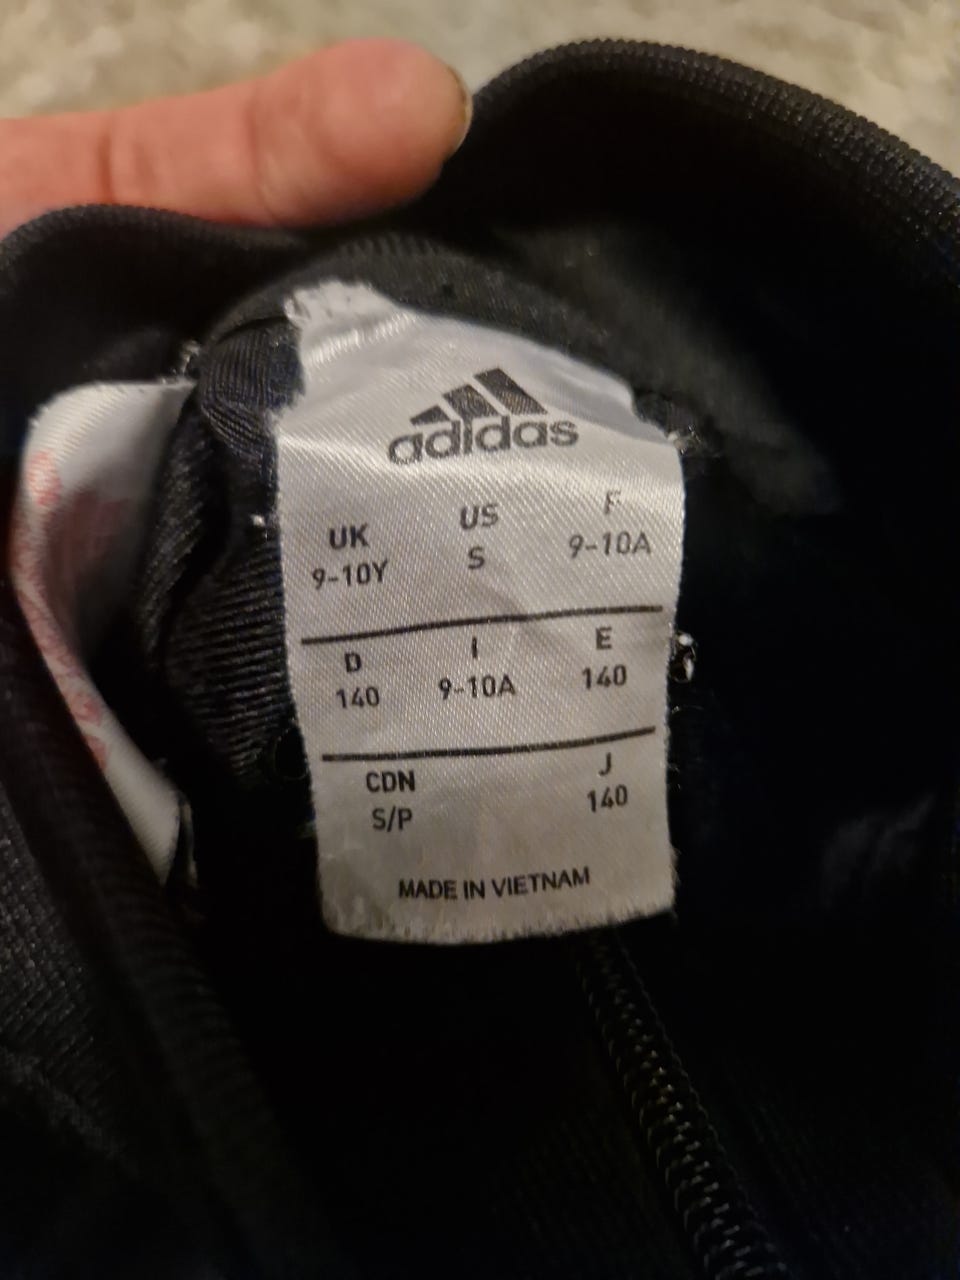 adidas
UK US F
9-10Y S 9-10A
D I E
140 9-10A 140
CDN J
S/P 140
MADE IN VIETNAM